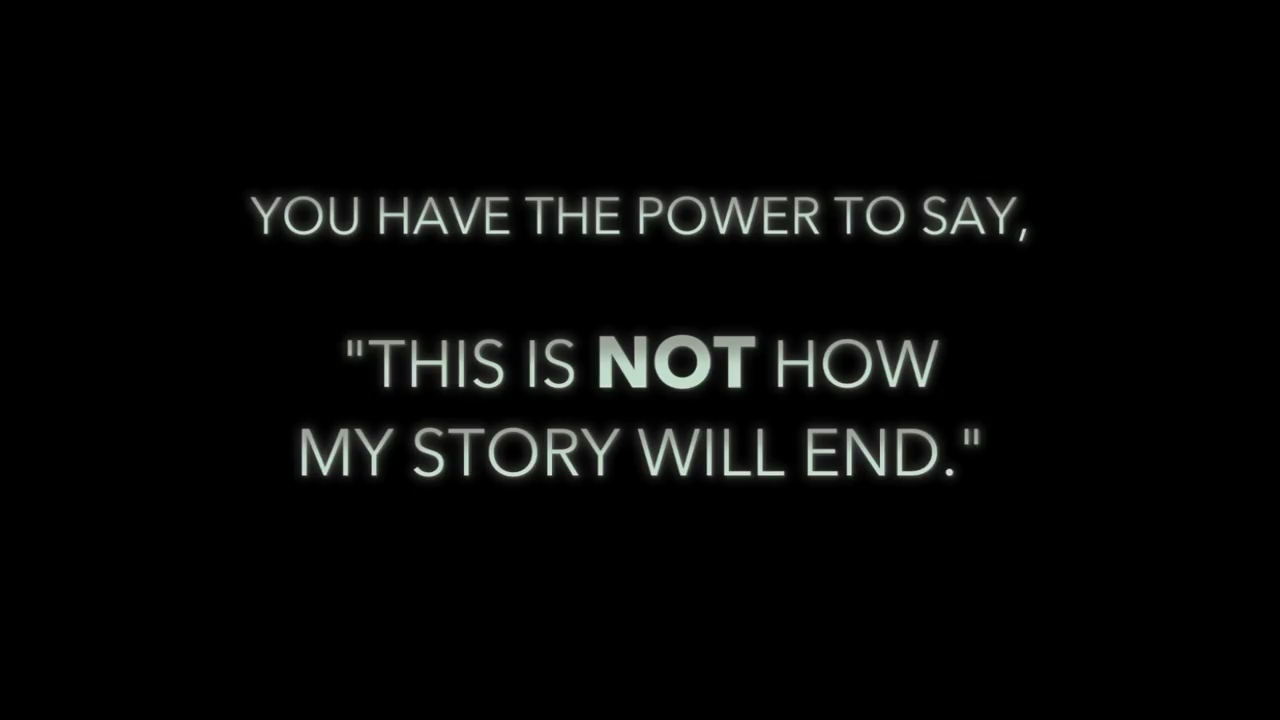 YOU HAVE THE POWER TO SAY,
"THIS IS NOT HOW
MY STORY WILL END."